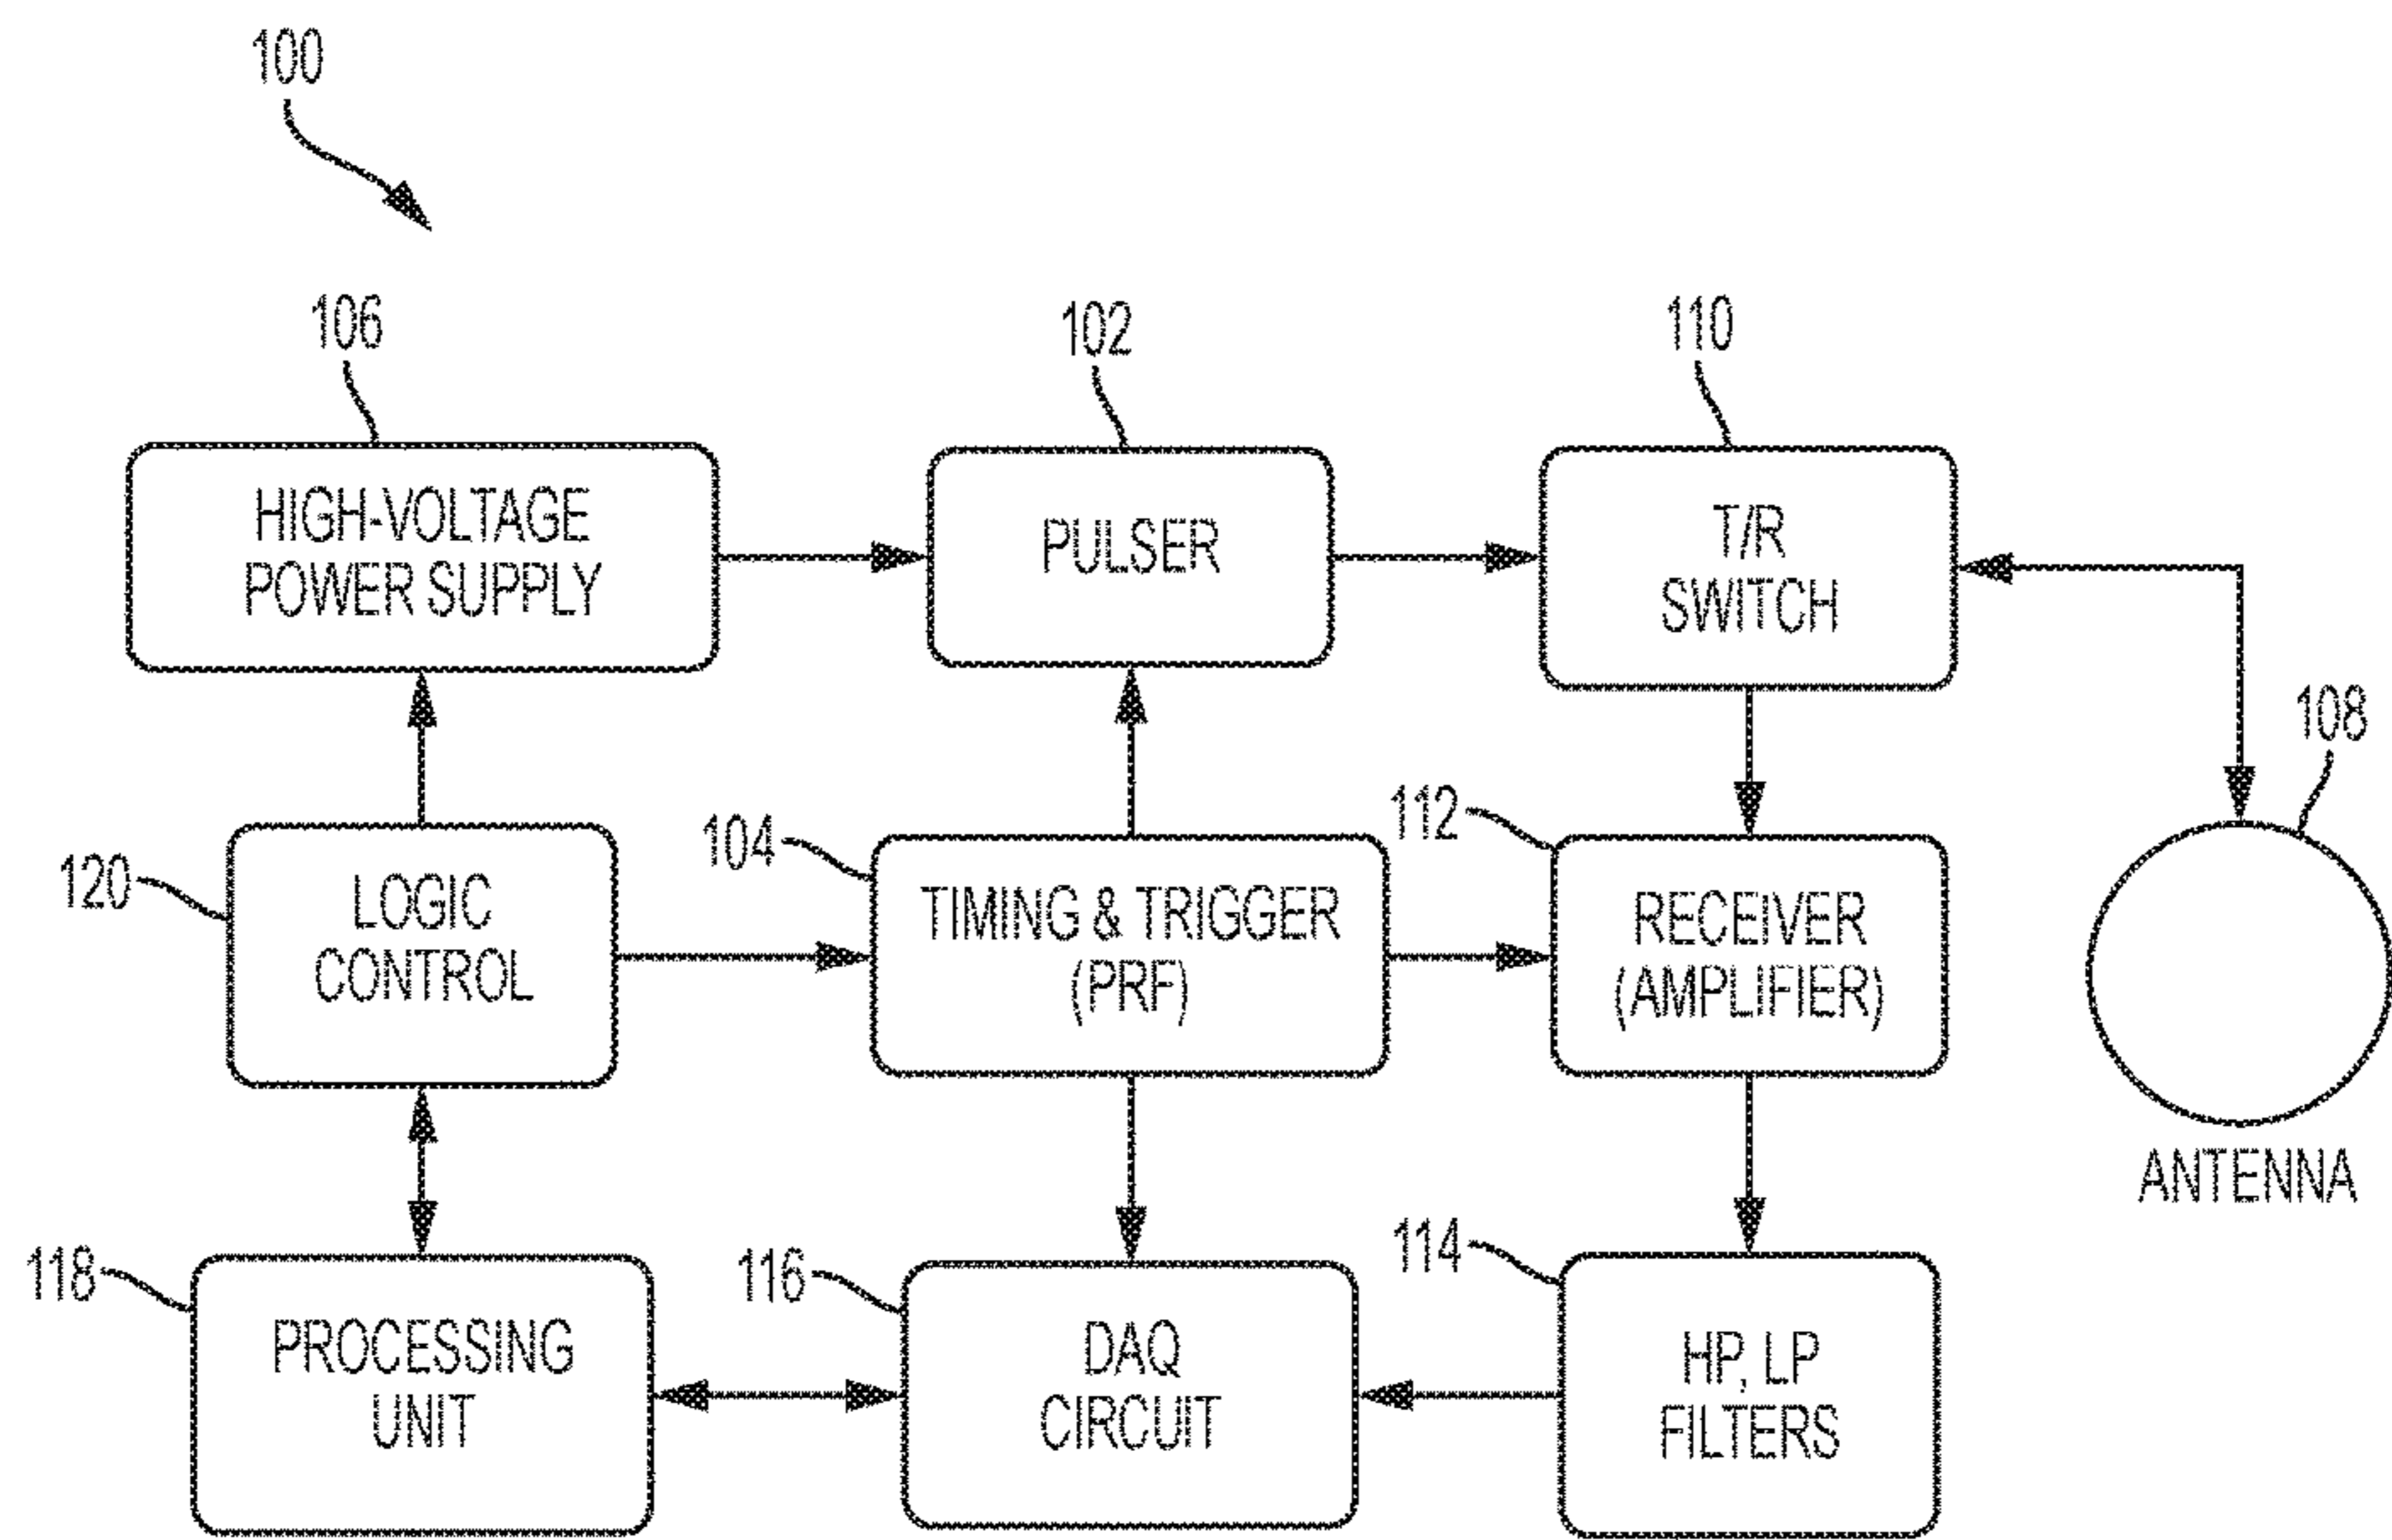 100
106
102
110
HIGH-VOLTAGE
POWER SUPPLY
PULSER
T/R
SWITCH
108
120
LOGIC
CONTROL
104
TIMING & TRIGGER
(PRF)
112
RECEIVER
(AMPLIFIER)
ANTENNA
118
PROCESSING
UNIT
116
DAQ
CIRCUIT
114
HP, LP
FILTERS